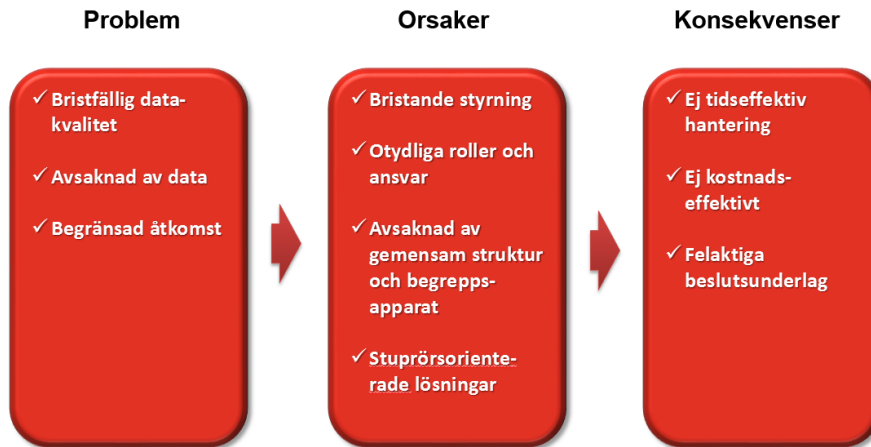 Problem
Bristfällig data-
kvalitet
Avsaknad av data
Begränsad åtkomst
Orsaker
Bristande styrning
Otydliga roller och
ansvar
Avsaknad av
gemensam struktur
och begrepps-
apparat
Stuprörsoriente-
rade lösningar
Konsekvenser
Ej tidseffektiv
hantering
Ej kostnads-
effektivt
Felaktiga
beslutsunderlag